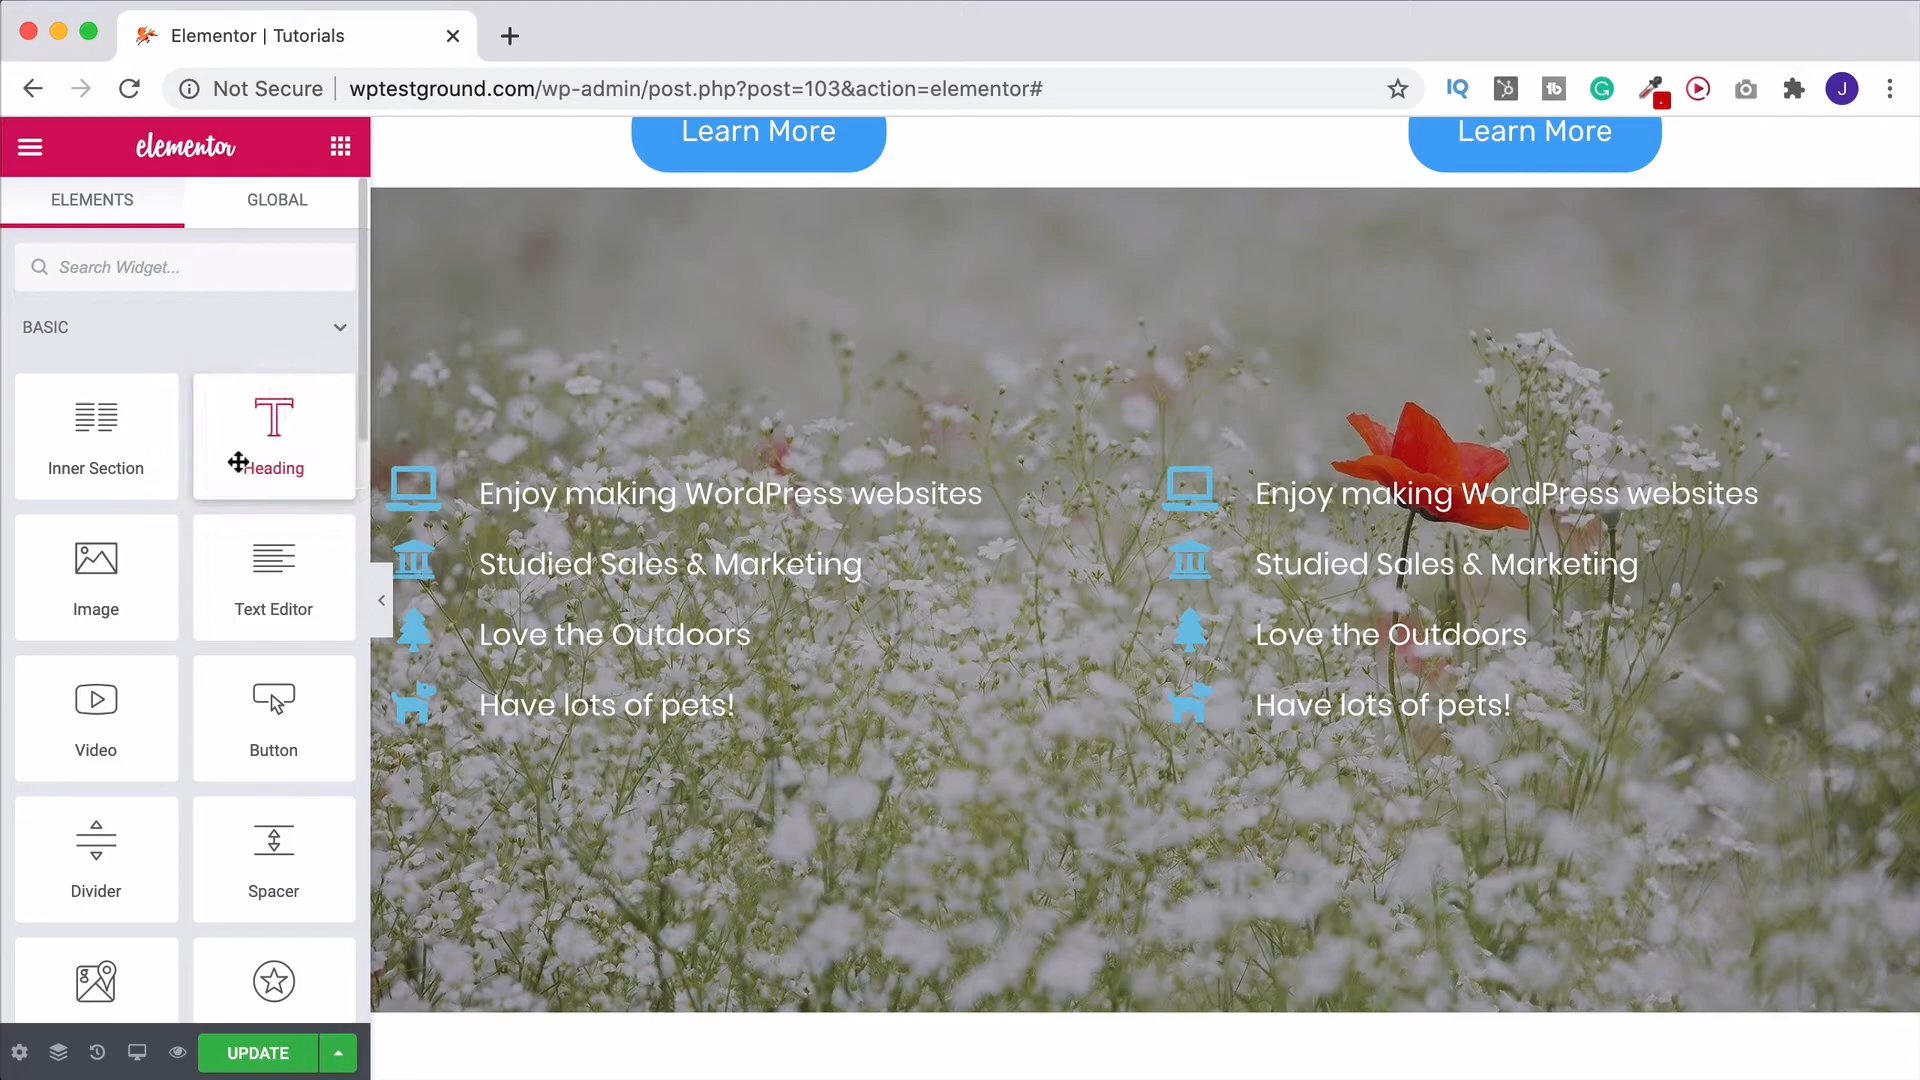 Elementor | Tutorials
Not Secure
wptestground.com/wp-admin/post.php?post=103&action=elementor#
IQ
tb
J
elementor
ELEMENTS
GLOBAL
Search Widget...
BASIC
Inner Section
Heading
Image
Text Editor
Video
Button
Divider
Spacer
UPDATE
Learn More
Learn More
Enjoy making WordPress websites
Studied Sales & Marketing
Love the Outdoors
Have lots of pets!
Enjoy making WordPress websites
Studied Sales & Marketing
Love the Outdoors
Have lots of pets!